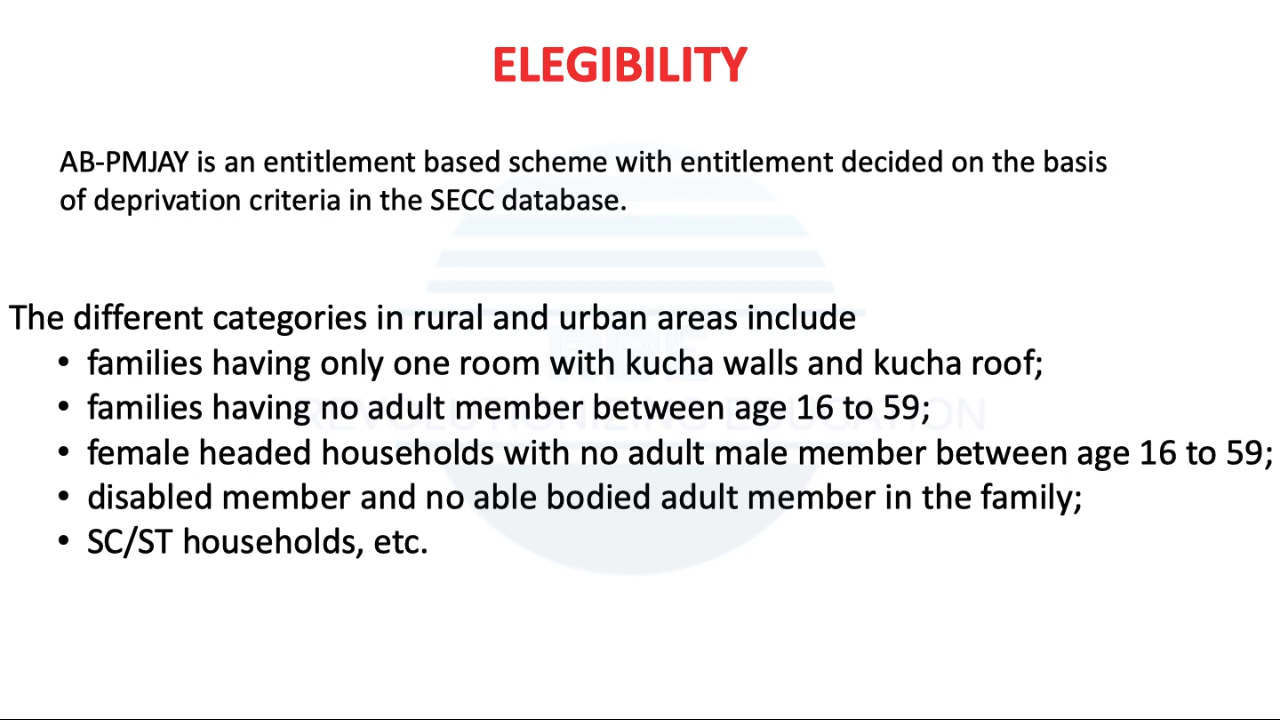 ELEGIBILITY
AB-PMJAY is an entitlement based scheme with entitlement decided on the basis
of deprivation criteria in the SECC database.
The different categories in rural and urban areas include
• families having only one room with kucha walls and kucha roof;
• families having no adult member between age 16 to 59;
• female headed households with no adult male member between age 16 to 59;
• disabled member and no able bodied adult member in the family;
• SC/ST households, etc.
REVOLUTIONIZING EDUCATION